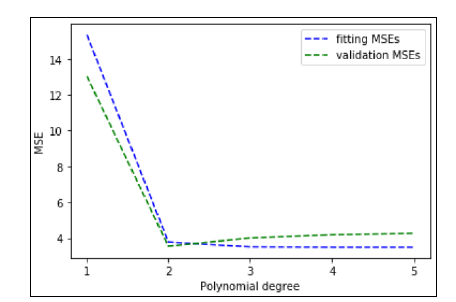 fitting MSEs
validation MSEs
14
12
10
8
6
4
MSE
1 2 3 4 5
Polynomial degree